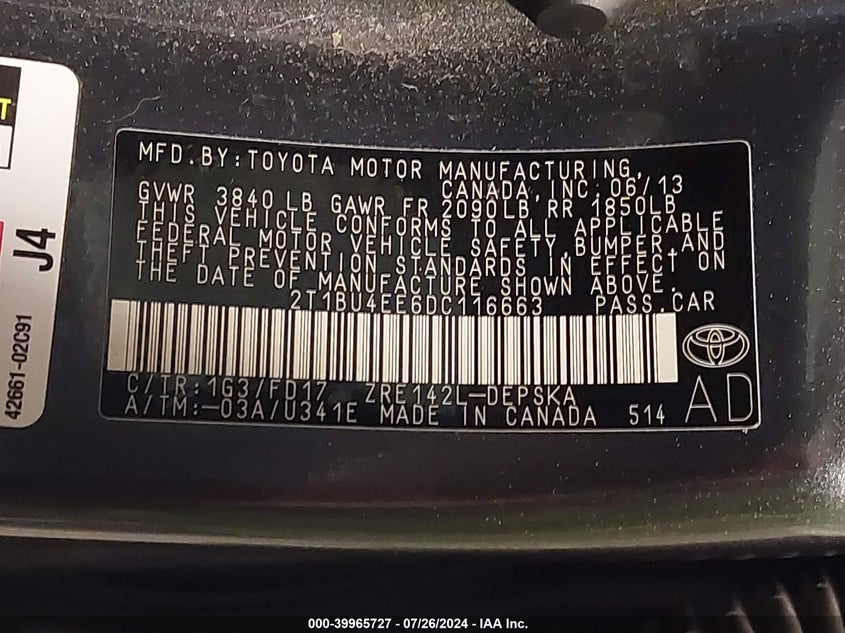 T
J4
42661-02C91
MFD.BY:TOYOTA MOTOR MANUFACTURING,
CANADA, INC. 06/13
GVWR 3840 LB GAWR FR 2090LB, RR 1850LB
THIS VEHICLE CONFORMS TO ALL APPLICABLE
FEDERAL MOTOR VEHICLE SAFETY, BUMPER, AND
THEFT PREVENTION STANDARDS IN EFFECT ON
THE DATE OF MANUFACTURE SHOWN ABOVE.
2T1BU4EE6DC116663 PASS.CAR
C/TR:1G3/FD17 ZRE142L-DEPSKA
A/TM:-03A/U341E MADE IN CANADA 514
AD
000-39965727 - 07/26/2024 - IAA Inc.